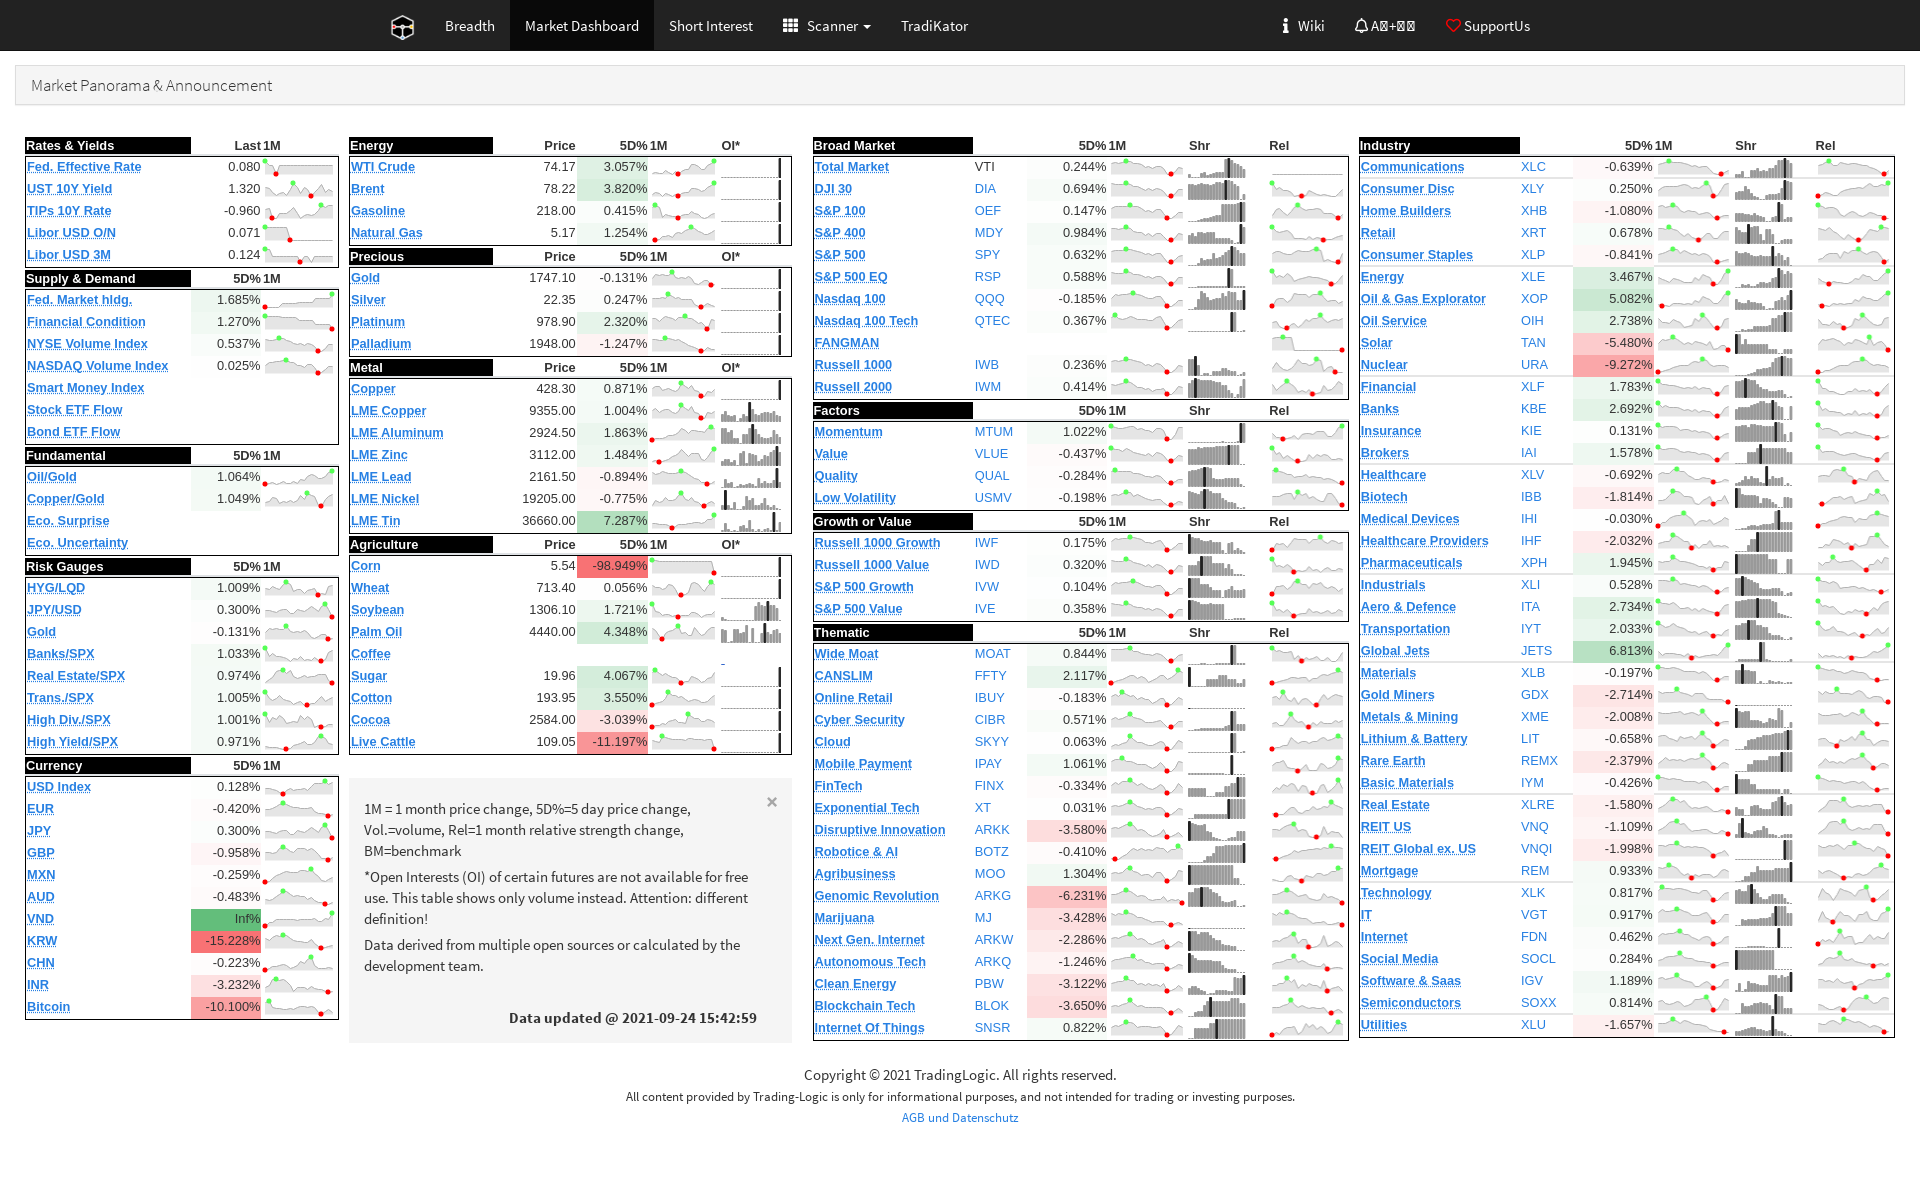 Breadth Market Dashboard Short Interest Scanner TradiKator Wiki SupportUs
Market Panorama & Announcement
Rates & Yields Last 1M
Fed. Effective Rate 0.080
UST 10Y Yield 1.320
TIPs 10Y Rate -0.960
Libor USD O/N 0.071
Libor USD 3M 0.124
Supply & Demand 5D% 1M
Fed. Market hldg. 1.685%
Financial Condition 1.270%
NYSE Volume Index 0.537%
NASDAQ Volume Index 0.025%
Smart Money Index
Stock ETF Flow
Bond ETF Flow
Fundamental 5D% 1M
Oil/Gold 1.064%
Copper/Gold 1.049%
Eco. Surprise
Eco. Uncertainty
Risk Gauges 5D% 1M
HYG/LQD 1.009%
JPY/USD 0.300%
Gold -0.131%
Banks/SPX 1.033%
Real Estate/SPX 0.974%
Trans./SPX 1.005%
High Div./SPX 1.001%
High Yield/SPX 0.971%
Currency 5D% 1M
USD Index 0.128%
EUR -0.420%
JPY 0.300%
GBP -0.958%
MXN -0.259%
AUD -0.483%
VND Inf%
KRW -15.228%
CHN -0.223%
INR -3.232%
Bitcoin -10.100%
Energy Price 5D% 1M OI*
WTI Crude 74.17 3.057%
Brent 78.22 3.820%
Gasoline 218.00 0.415%
Natural Gas 5.17 1.254%
Precious Price 5D% 1M OI*
Gold 1747.10 -0.131%
Silver 22.35 0.247%
Platinum 978.90 2.320%
Palladium 1948.00 -1.247%
Metal Price 5D% 1M OI*
Copper 428.30 0.871%
LME Copper 9355.00 1.004%
LME Aluminum 2924.50 1.863%
LME Zinc 3112.00 1.484%
LME Lead 2161.50 -0.894%
LME Nickel 19205.00 -0.775%
LME Tin 36660.00 7.287%
Agriculture Price 5D% 1M OI*
Corn 5.54 -98.949%
Wheat 713.40 0.056%
Soybean 1306.10 1.721%
Palm Oil 4440.00 4.348%
Coffee
Sugar 19.96 4.067%
Cotton 193.95 3.550%
Cocoa 2584.00 -3.039%
Live Cattle 109.05 -11.197%
×
1M = 1 month price change, 5D%=5 day price change,
Vol.=volume, Rel=1 month relative strength change,
BM=benchmark
*Open Interests (OI) of certain futures are not available for free
use. This table shows only volume instead. Attention: different
definition!
Data derived from multiple open sources or calculated by the
development team.
Data updated @ 2021-09-24 15:42:59
Broad Market 5D% 1M Shr Rel
Total Market VTI 0.244%
DJI 30 DIA 0.694%
S&P 100 OEF 0.147%
S&P 400 MDY 0.984%
S&P 500 SPY 0.632%
S&P 500 EQ RSP 0.588%
Nasdaq 100 QQQ -0.185%
Nasdaq 100 Tech QTEC 0.367%
FANGMAN
Russell 1000 IWB 0.236%
Russell 2000 IWM 0.414%
Factors 5D% 1M Shr Rel
Momentum MTUM 1.022%
Value VLUE -0.437%
Quality QUAL -0.284%
Low Volatility USMV -0.198%
Growth or Value 5D% 1M Shr Rel
Russell 1000 Growth IWF 0.175%
Russell 1000 Value IWD 0.320%
S&P 500 Growth IVW 0.104%
S&P 500 Value IVE 0.358%
Thematic 5D% 1M Shr Rel
Wide Moat MOAT 0.844%
CANSLIM FFTY 2.117%
Online Retail IBUY -0.183%
Cyber Security CIBR 0.571%
Cloud SKYY 0.063%
Mobile Payment IPAY 1.061%
FinTech FINX -0.334%
Exponential Tech XT 0.031%
Disruptive Innovation ARKK -3.580%
Robotice & AI BOTZ -0.410%
Agribusiness MOO 1.304%
Genomic Revolution ARKG -6.231%
Marijuana MJ -3.428%
Next Gen. Internet ARKW -2.286%
Autonomous Tech ARKQ -1.246%
Clean Energy PBW -3.122%
Blockchain Tech BLOK -3.650%
Internet Of Things SNSR 0.822%
Industry 5D% 1M Shr Rel
Communications XLC -0.639%
Consumer Disc XLY 0.250%
Home Builders XHB -1.080%
Retail XRT 0.678%
Consumer Staples XLP -0.841%
Energy XLE 3.467%
Oil & Gas Explorator XOP 5.082%
Oil Service OIH 2.738%
Solar TAN -5.480%
Nuclear URA -9.272%
Financial XLF 1.783%
Banks KBE 2.692%
Insurance KIE 0.131%
Brokers IAI 1.578%
Healthcare XLV -0.692%
Biotech IBB -1.814%
Medical Devices IHI -0.030%
Healthcare Providers IHF -2.032%
Pharmaceuticals XPH 1.945%
Industrials XLI 0.528%
Aero & Defence ITA 2.734%
Transportation IYT 2.033%
Global Jets JETS 6.813%
Materials XLB -0.197%
Gold Miners GDX -2.714%
Metals & Mining XME -2.008%
Lithium & Battery LIT -0.658%
Rare Earth REMX -2.379%
Basic Materials IYM -0.426%
Real Estate XLRE -1.580%
REIT US VNQ -1.109%
REIT Global ex. US VNQI -1.998%
Mortgage REM 0.933%
Technology XLK 0.817%
IT VGT 0.917%
Internet FDN 0.462%
Social Media SOCL 0.284%
Software & Saas IGV 1.189%
Semiconductors SOXX 0.814%
Utilities XLU -1.657%
Copyright © 2021 TradingLogic. All rights reserved.
All content provided by Trading-Logic is only for informational purposes, and not intended for trading or investing purposes.
AGB und Datenschutz